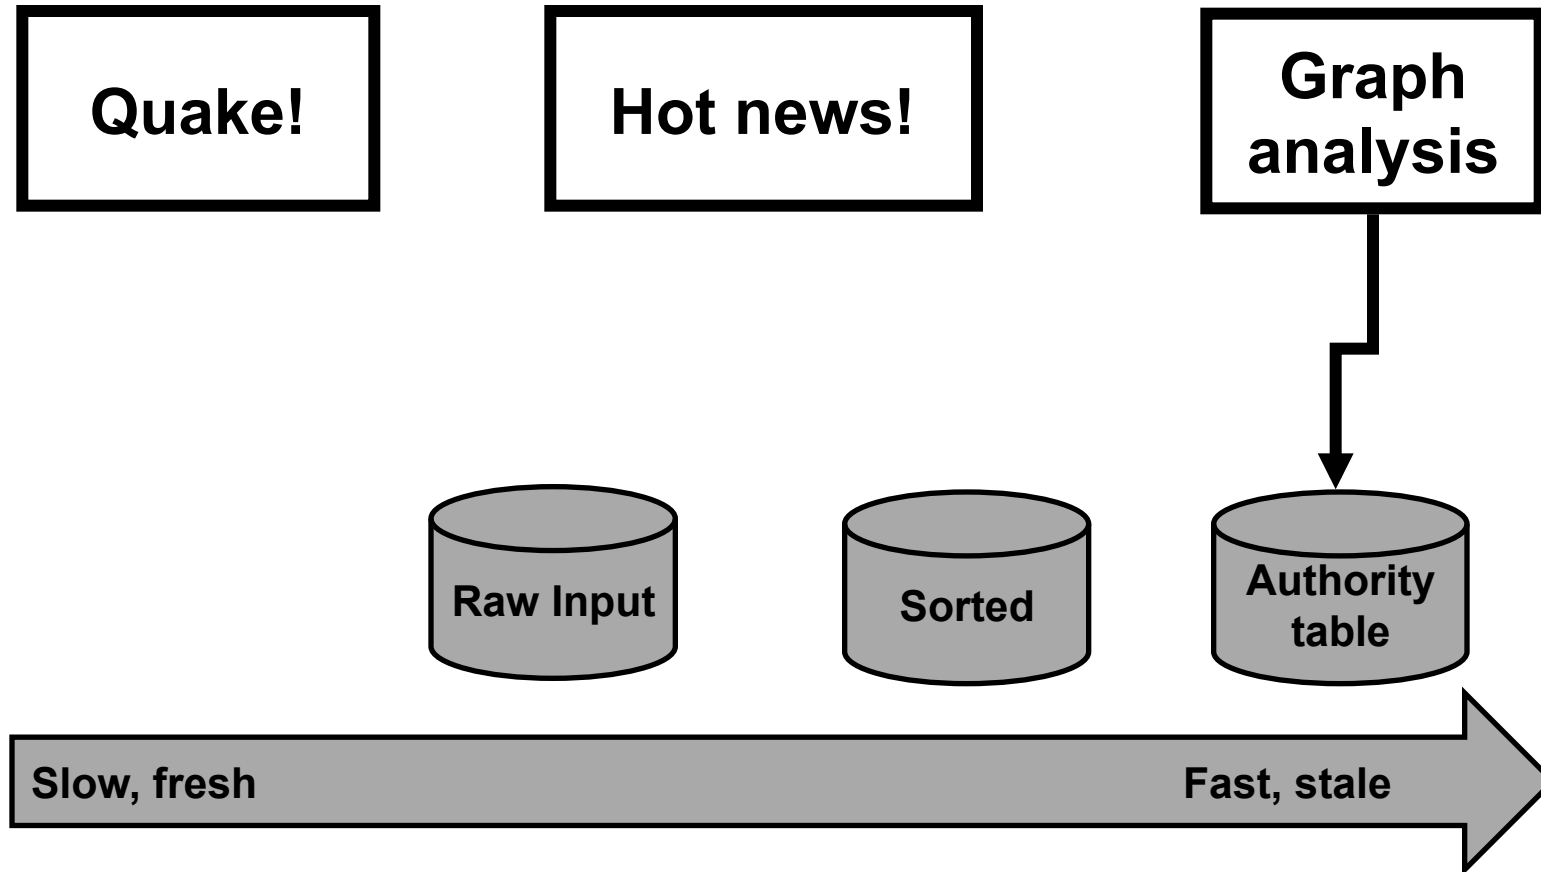 Quake!
Hot news!
Graph
analysis
Raw Input
Sorted
Authority
table
Slow, fresh
Fast, stale